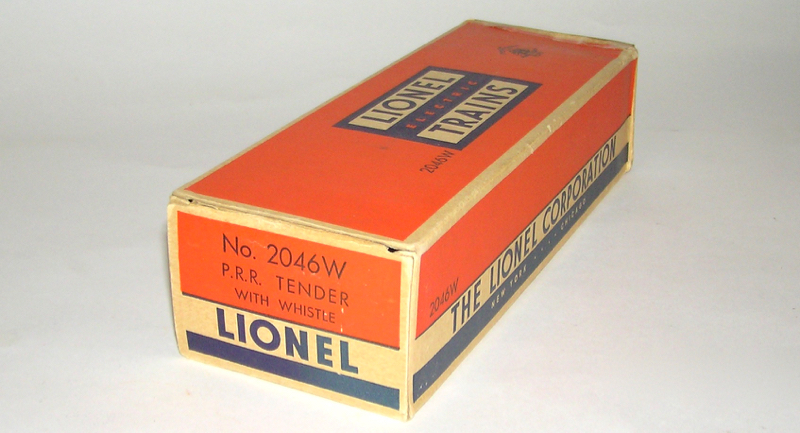 LIONEL
ELECTRIC
TRAINS
2046W
No. 2046W
P.R.R. TENDER
WITH WHISTLE
LIONEL
2046W
THE LIONEL CORPORATION
NEW YORK · · · CHICAGO